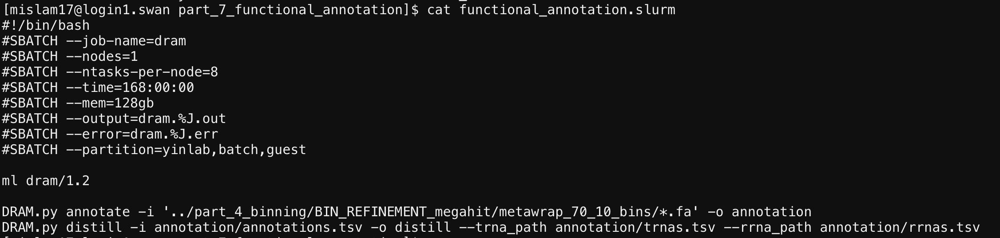 [mislam17@login1.swan part_7_functional_annotation]$ cat functional_annotation.slurm
#!/bin/bash
#SBATCH --job-name=dram
#SBATCH --nodes=1
#SBATCH --ntasks-per-node=8
#SBATCH --time=168:00:00
#SBATCH --mem=128gb
#SBATCH --output=dram.%J.out
#SBATCH --error=dram.%J.err
#SBATCH --partition=yinlab,batch,guest
ml dram/1.2
DRAM.py annotate -i '../part_4_binning/BIN_REFINEMENT_megahit/metawrap_70_10_bins/*.fa' -o annotation
DRAM.py distill -i annotation/annotations.tsv -o distill --trna_path annotation/trnas.tsv --rrna_path annotation/rrnas.tsv